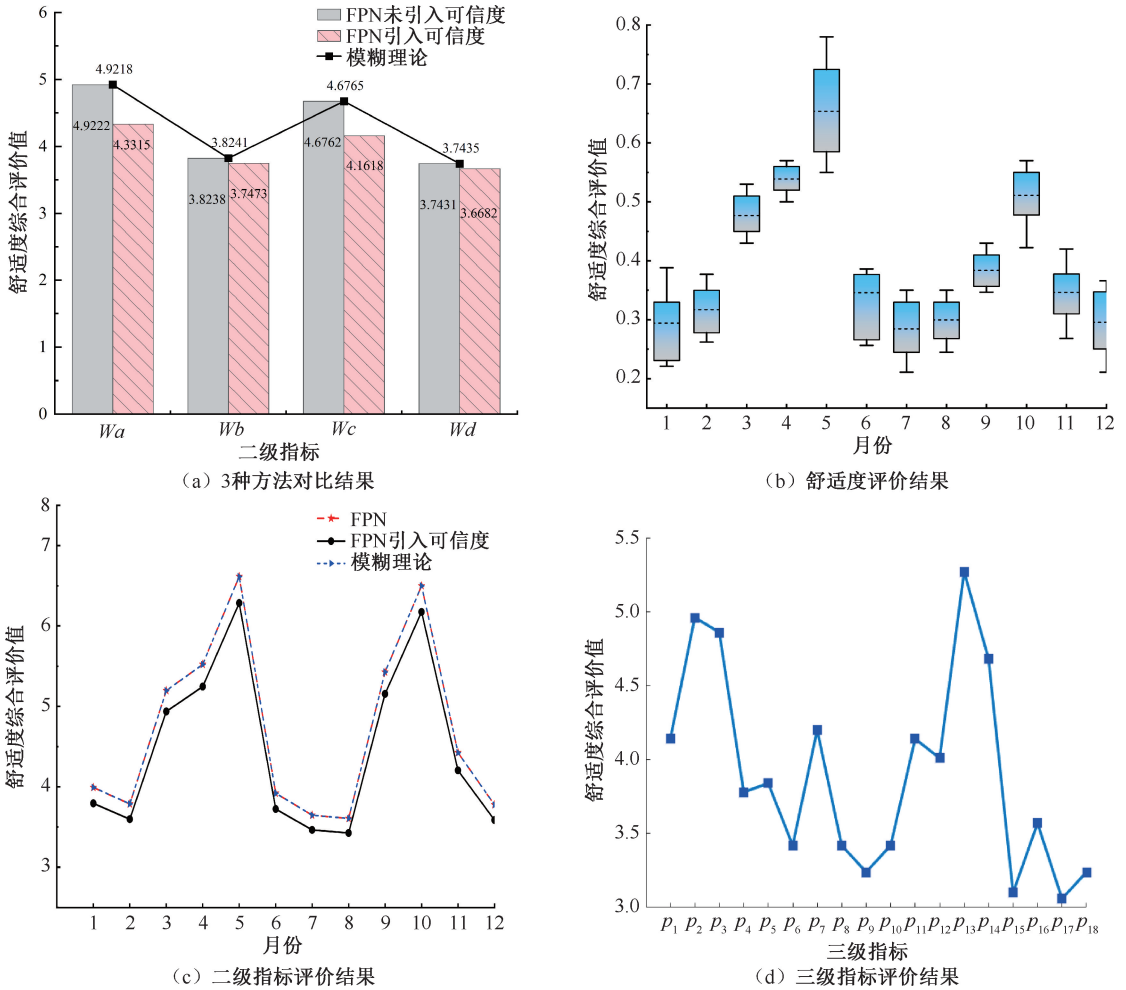 FPN未引入可信度
FPN引入可信度
模糊理论
舒适度综合评价值
6
5
4
3
2
1
0
4.9218
4.9222
4.3315
3.8241
3.8238
3.7473
4.6765
4.6762
4.1618
3.7435
3.7431
3.6682
Wa Wb Wc Wd
二级指标
（a）3种方法对比结果
舒适度综合评价值
0.8
0.7
0.6
0.5
0.4
0.3
0.2
1 2 3 4 5 6 7 8 9 10 11 12
月份
（b）舒适度评价结果
FPN
FPN引入可信度
模糊理论
舒适度综合评价值
8
7
6
5
4
3
1 2 3 4 5 6 7 8 9 10 11 12
月份
（c）二级指标评价结果
舒适度综合评价值
5.5
5.0
4.5
4.0
3.5
3.0
p1 p2 p3 p4 p5 p6 p7 p8 p9 p10 p11 p12 p13 p14 p15 p16 p17 p18
三级指标
（d）三级指标评价结果